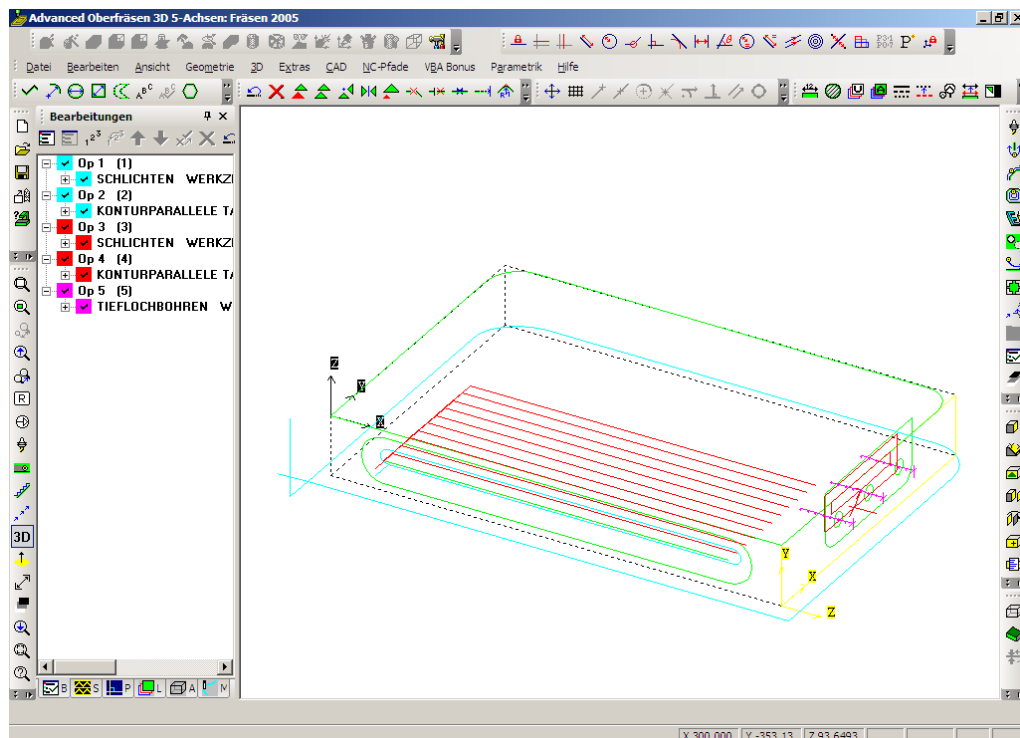 Advanced Oberfräsen 3D 5-Achsen: Fräsen 2005
Datei Bearbeiten Ansicht Geometrie 3D Extras CAD NC-Pfade VBA Bonus Parametrik Hilfe
Bearbeitungen
Op 1 (1)
SCHLICHTEN WERKZ
Op 2 (2)
KONTURPARALLELE TA
Op 3 (3)
SCHLICHTEN WERKZ
Op 4 (4)
KONTURPARALLELE TA
Op 5 (5)
TIEFLOCHBOHREN W
Z
Y
X
Y
X
Z
R
3D
B S P L A M
X 300.000 Y -353.13 Z 93.6493